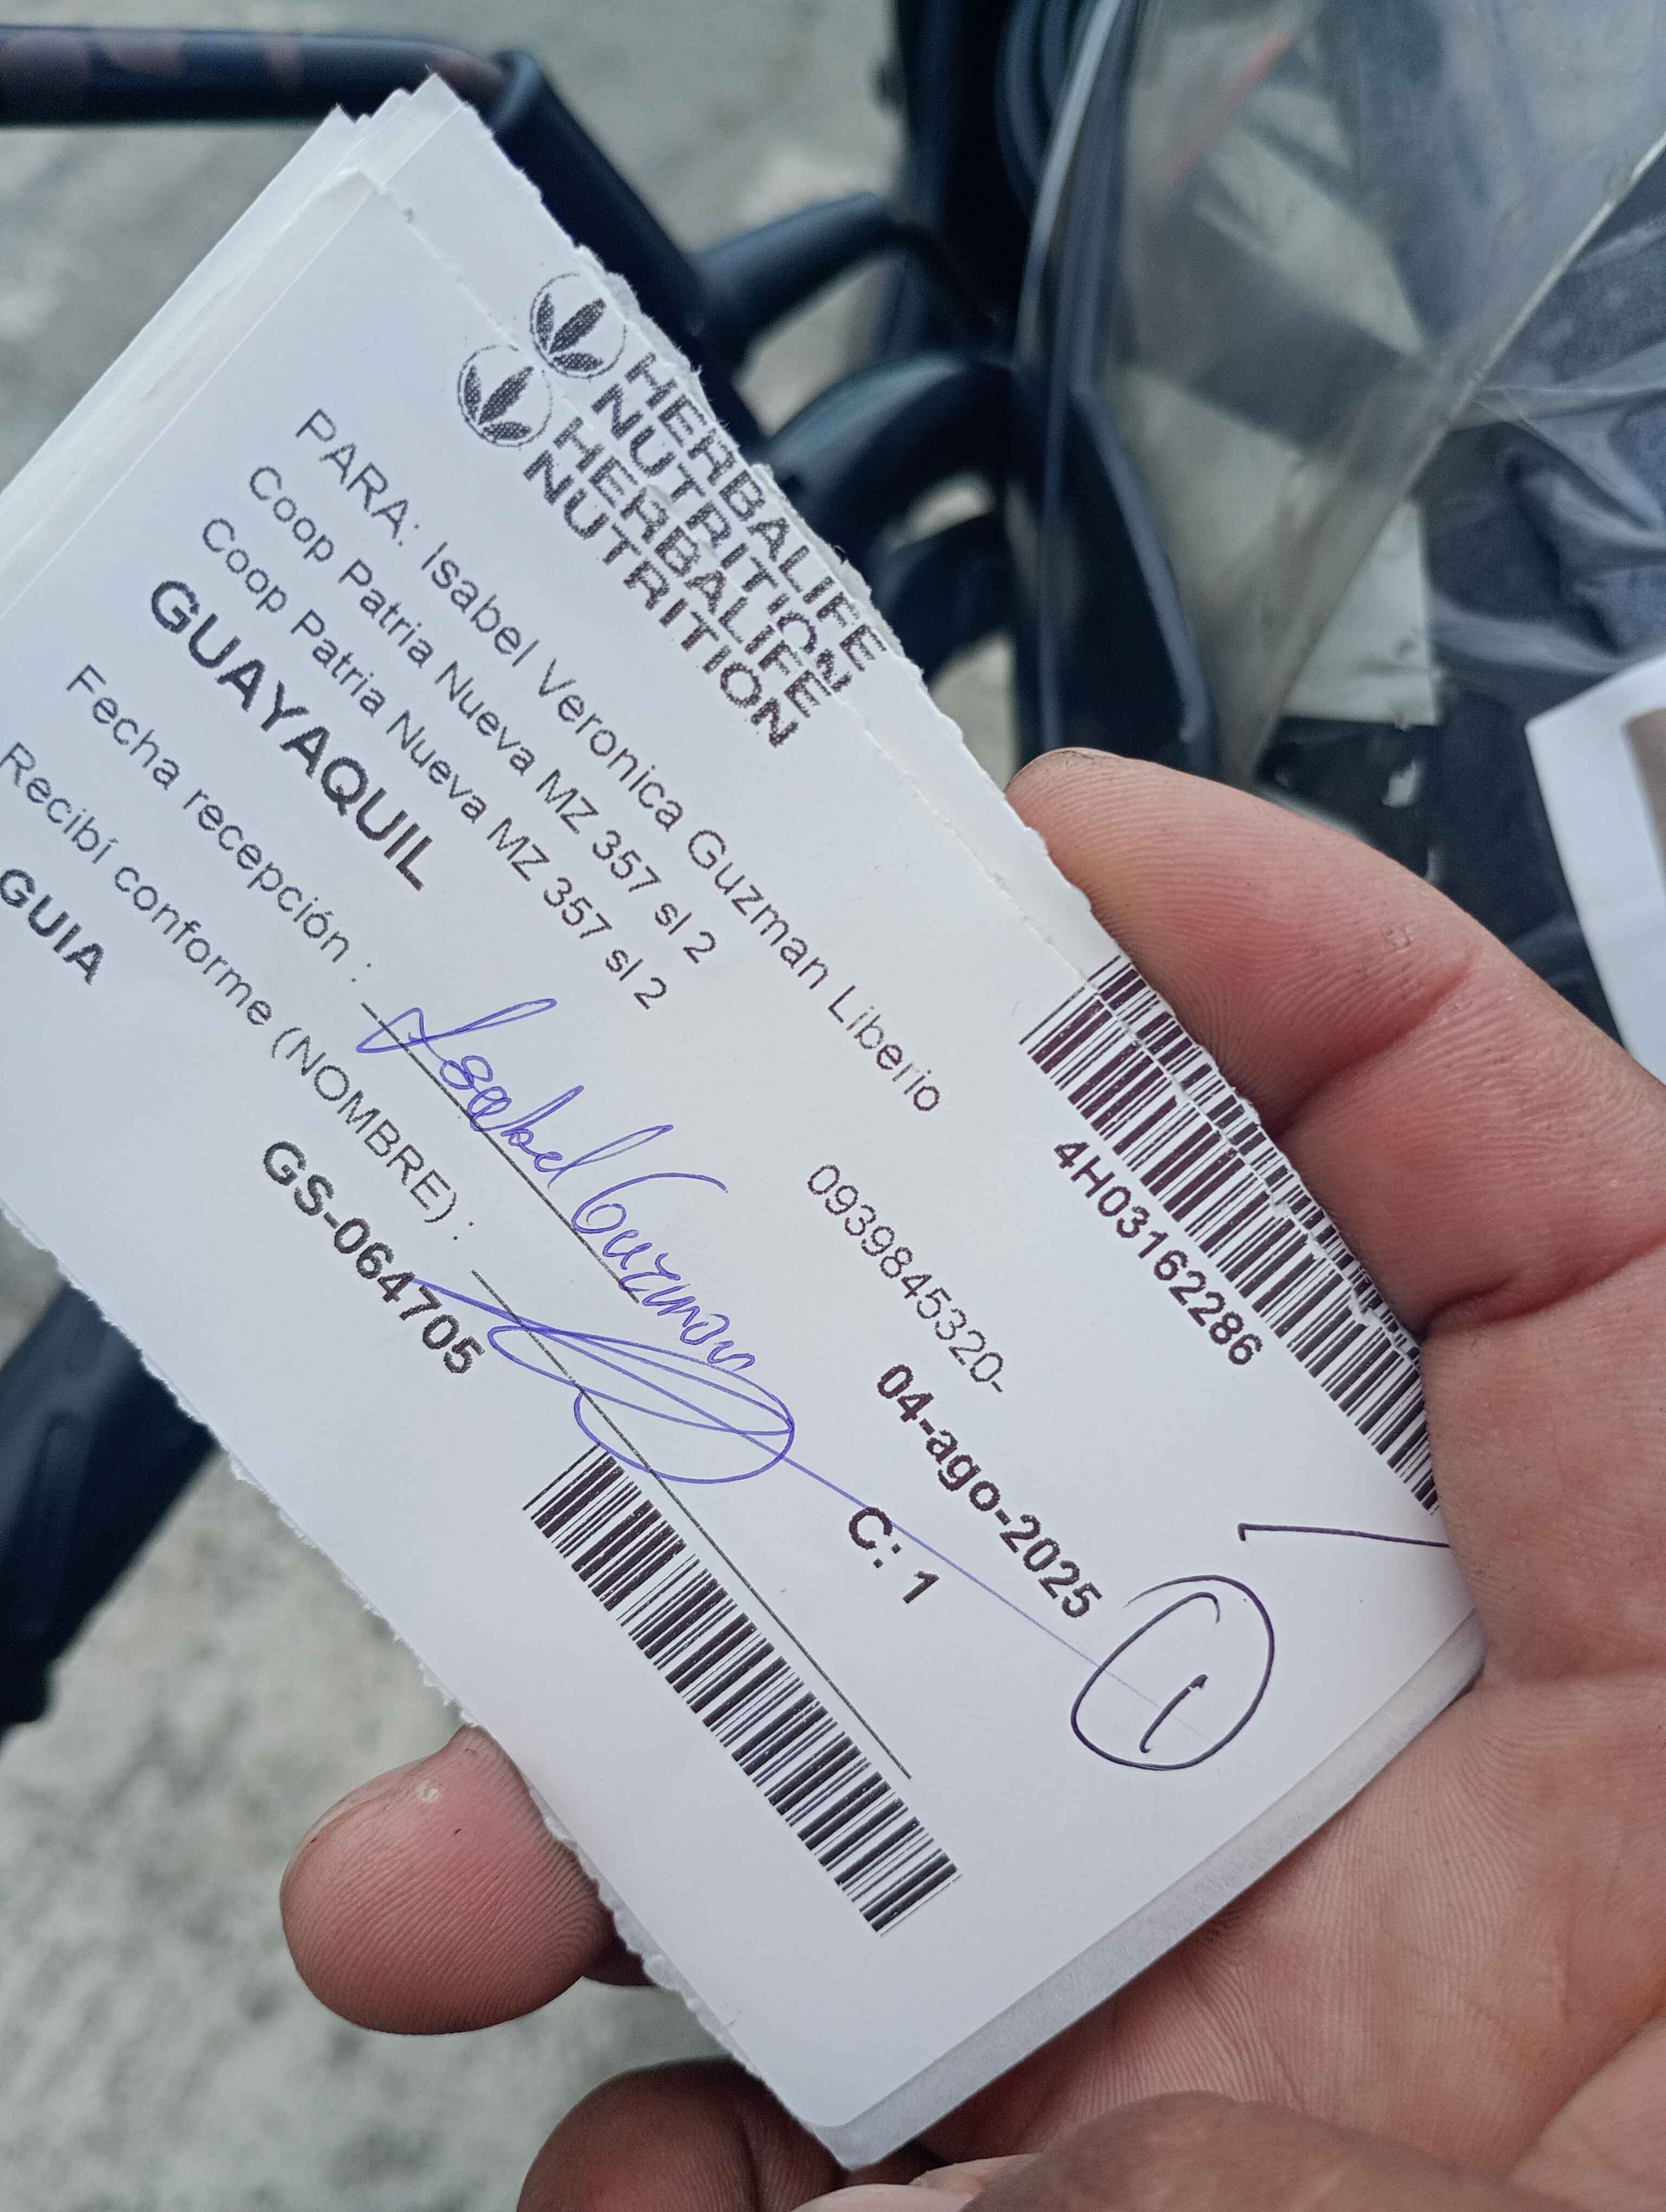 HERBALIFE
NUTRITION
HERBALIFE
NUTRITION
4H03162286
PARA: Isabel Veronica Guzman Liberio
0939845320-
Coop Patria Nueva MZ 357 sl 2
Coop Patria Nueva MZ 357 sl 2
GUAYAQUIL
04-ago-2025
1
Fecha recepción :
Isabel Guzman
C: 1
Recibí conforme (NOMBRE) :
GUIA
GS-064705